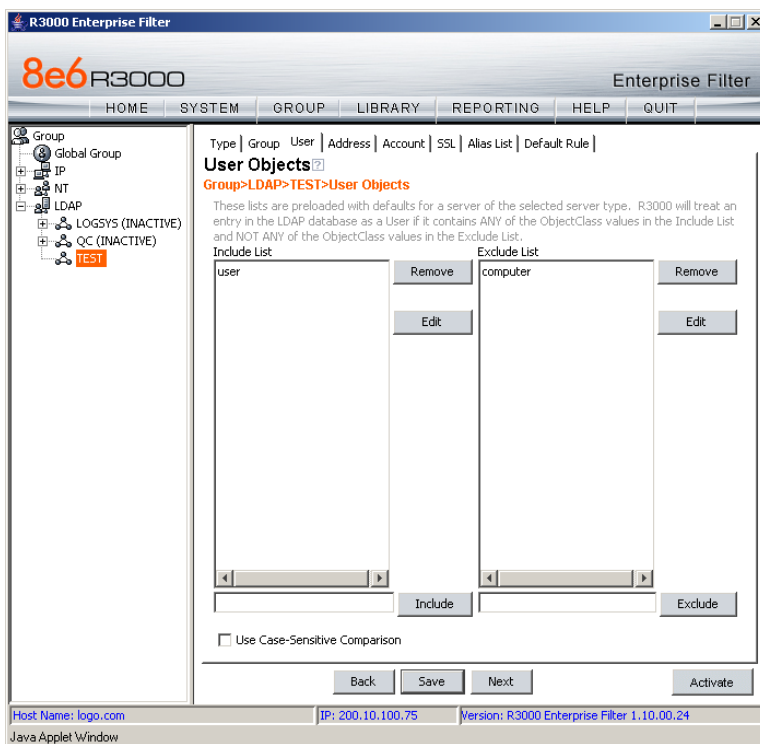 R3000 Enterprise Filter
8e6 R3000
Enterprise Filter
HOME SYSTEM GROUP LIBRARY REPORTING HELP QUIT
Group
Global Group
IP
NT
LDAP
LOGSYS (INACTIVE)
QC (INACTIVE)
TEST
Type | Group User | Address | Account | SSL | Alias List | Default Rule |
User Objects ?
Group>LDAP>TEST>User Objects
These lists are preloaded with defaults for a server of the selected server type. R3000 will treat an
entry in the LDAP database as a User if it contains ANY of the ObjectClass values in the Include List
and NOT ANY of the ObjectClass values in the Exclude List.
Include List Exclude List
user Remove computer Remove
Edit Edit
Include Exclude
Use Case-Sensitive Comparison
Back Save Next Activate
Host Name: logo.com IP: 200.10.100.75 Version: R3000 Enterprise Filter 1.10.00.24
Java Applet Window